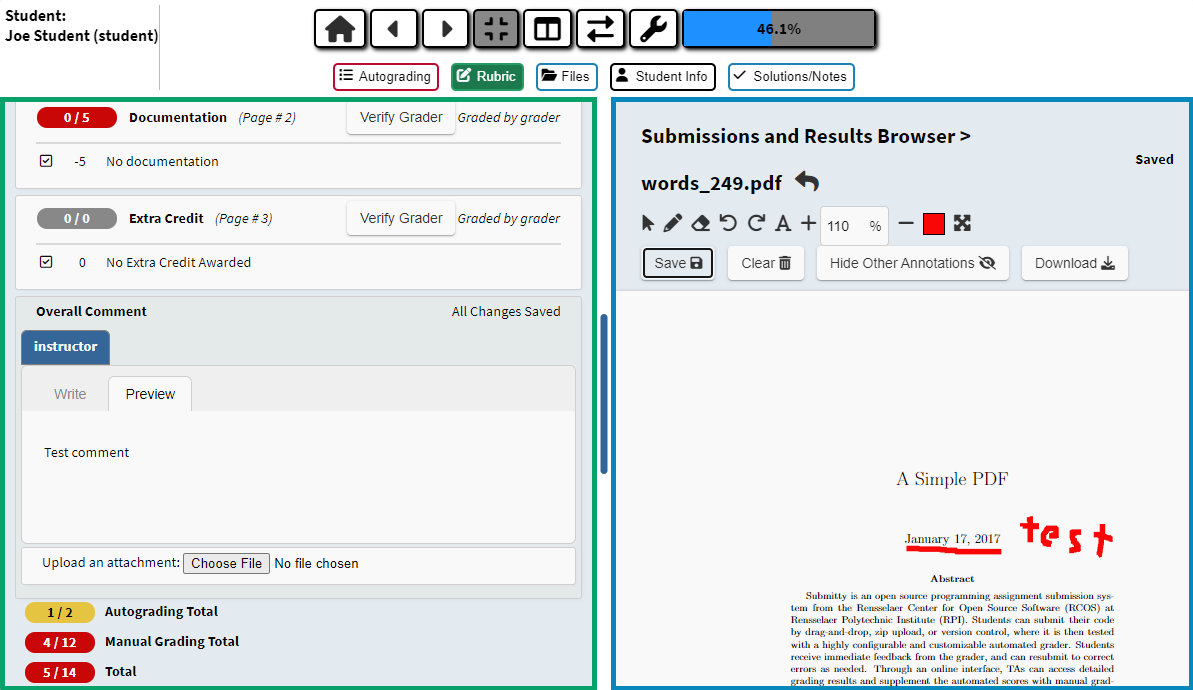 Student:
Joe Student (student)
46.1%
Autograding
Rubric
Files
Student Info
Solutions/Notes
0 / 5 Documentation (Page # 2) Verify Grader Graded by grader
-5 No documentation
0 / 0 Extra Credit (Page # 3) Verify Grader Graded by grader
0 No Extra Credit Awarded
Overall Comment All Changes Saved
instructor
Write Preview
Test comment
Upload an attachment: Choose File No file chosen
1 / 2 Autograding Total
4 / 12 Manual Grading Total
5 / 14 Total
Submissions and Results Browser >
Saved
words_249.pdf
A 110 %
Save Clear Hide Other Annotations Download
A Simple PDF
January 17, 2017 test
Abstract
Submitty is an open source programming assignment submission sys-
tem from the Rensselaer Center for Open Source Software (RCOS) at
Rensselaer Polytechnic Institute (RPI). Students can submit their code
by drag-and-drop, zip upload, or version control, where it is then tested
with a highly configurable and customizable automated grader. Students
receive immediate feedback from the grader, and can resubmit to correct
errors as needed. Through an online interface, TAs can access detailed
grading results and supplement the automated scores with manual grad-